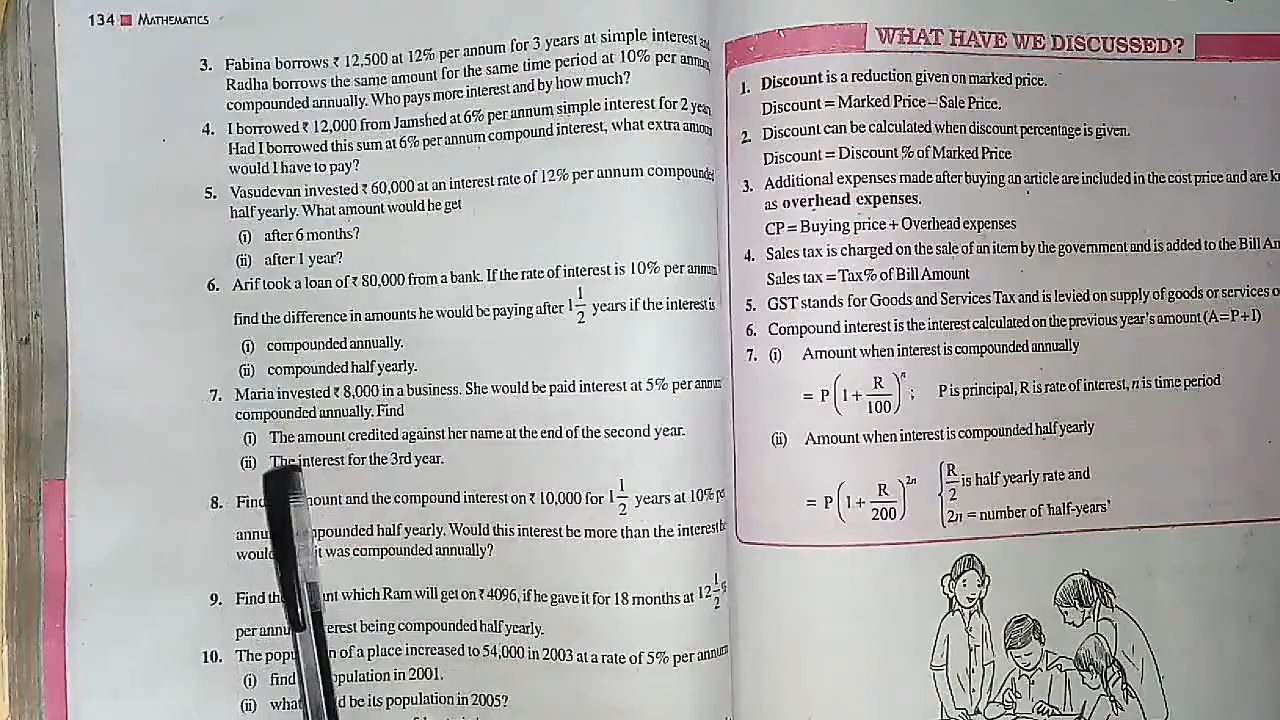 134 MATHEMATICS
3. Fabina borrows ₹ 12,500 at 12% per annum for 3 years at simple interest
Radha borrows the same amount for the same time period at 10% per annum
compounded annually. Who pays more interest and by how much?
4. I borrowed ₹ 12,000 from Jamshed at 6% per annum simple interest for 2
Had I borrowed this sum at 6% per annum compound interest, what extra
would I have to pay?
5. Vasudevan invested ₹ 60,000 at an interest rate of 12% per annum compounded
half yearly. What amount would he get
(i) after 6 months?
(ii) after 1 year?
6. Arif took a loan of ₹ 80,000 from a bank. If the rate of interest is 10% per annum
find the difference in amounts he would be paying after 1 1/2 years if the interest is
(i) compounded annually.
(ii) compounded half yearly.
7. Maria invested ₹ 8,000 in a business. She would be paid interest at 5% per annum
compounded annually. Find
(i) The amount credited against her name at the end of the second year.
(ii) The interest for the 3rd year.
8. Find and the compound interest on ₹ 10,000 for 1 1/2 years at 10%
half yearly. Would this interest be more than the interest
would it was compounded annually?
9. Find which Ram will get on ₹ 4096, if he gave it for 18 months at 12 1/2
per being compounded half yearly.
10. The of a place increased to 54,000 in 2003 at a rate of 5% per annum
(i) find in 2001.
(ii) be its population in 2005?
WHAT HAVE WE DISCUSSED?
1. Discount is a reduction given on marked price.
Discount = Marked Price – Sale Price.
2. Discount can be calculated when discount percentage is given.
Discount = Discount % of Marked Price
3. Additional expenses made after buying an article are included in the cost price and are
as overhead expenses.
CP = Buying price + Overhead expenses
4. Sales tax is charged on the sale of an item by the government and is added to the Bill
Sales tax = Tax% of Bill Amount
5. GST stands for Goods and Services Tax and is levied on supply of goods or services
6. Compound interest is the interest calculated on the previous year's amount (A = P + I)
7. (i) Amount when interest is compounded annually
= P(1 + R/100)^n; P is principal, R is rate of interest, n is time period
(ii) Amount when interest is compounded half yearly
= P(1 + R/200)^2n { R/2 is half yearly rate and
2n = number of half-years'